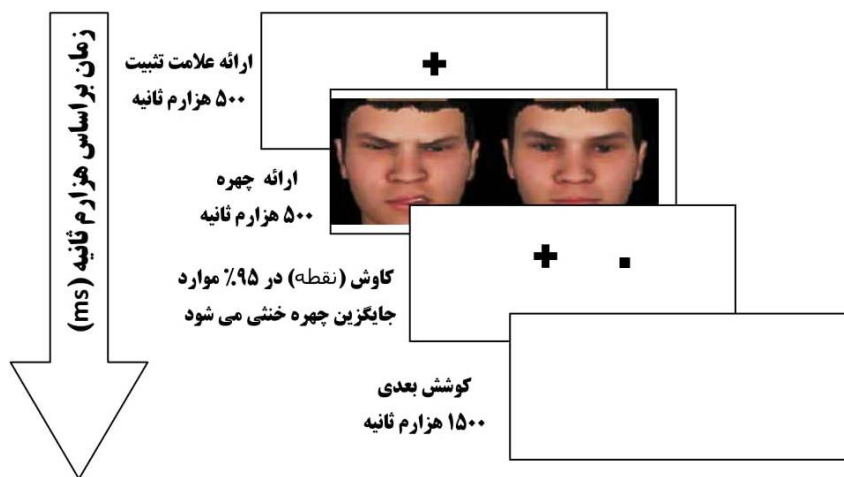 زمان براساس هزارم ثانیه (ms)
ارائه علامت تثبیت
۵۰۰ هزارم ثانیه
ارائه چهره
۵۰۰ هزارم ثانیه
کاوش (نقطه) در ۹۵٪ موارد
جایگزین چهره خنثی می شود
کوشش بعدی
۱۵۰۰ هزارم ثانیه